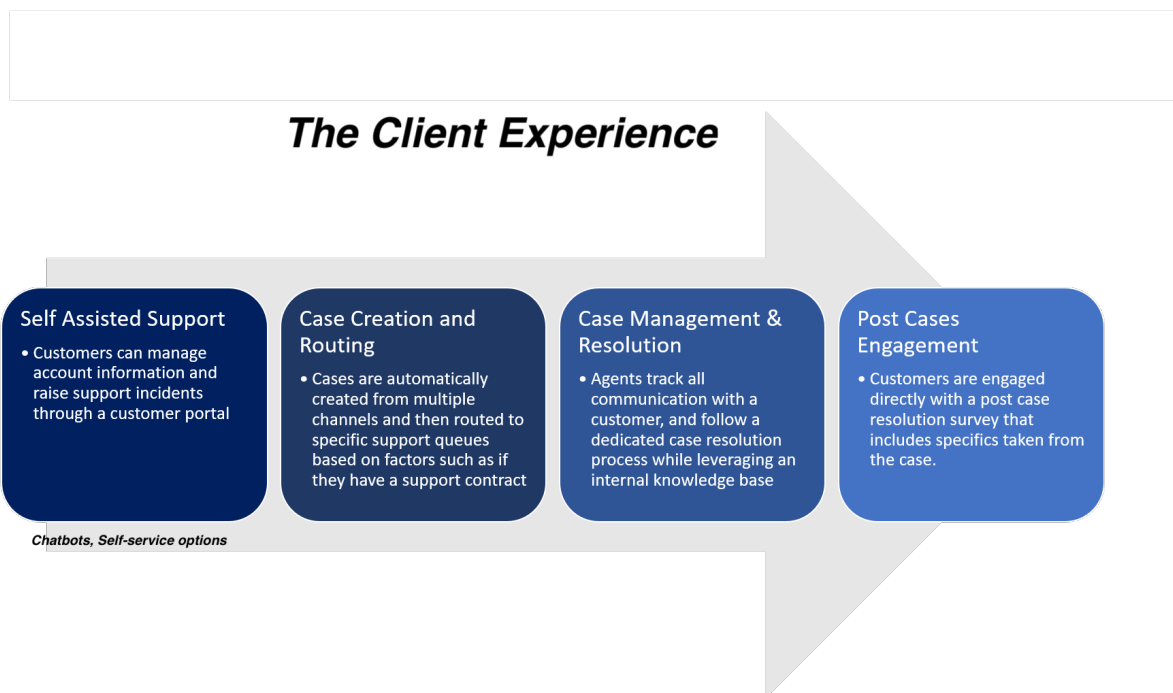 The Client Experience
Self Assisted Support
• Customers can manage
account information and
raise support incidents
through a customer portal
Case Creation and
Routing
• Cases are automatically
created from multiple
channels and then routed to
specific support queues
based on factors such as if
they have a support contract
Case Management &
Resolution
• Agents track all
communication with a
customer, and follow a
dedicated case resolution
process while leveraging an
internal knowledge base
Post Cases
Engagement
• Customers are engaged
directly with a post case
resolution survey that
includes specifics taken from
the case.
Chatbots, Self-service options